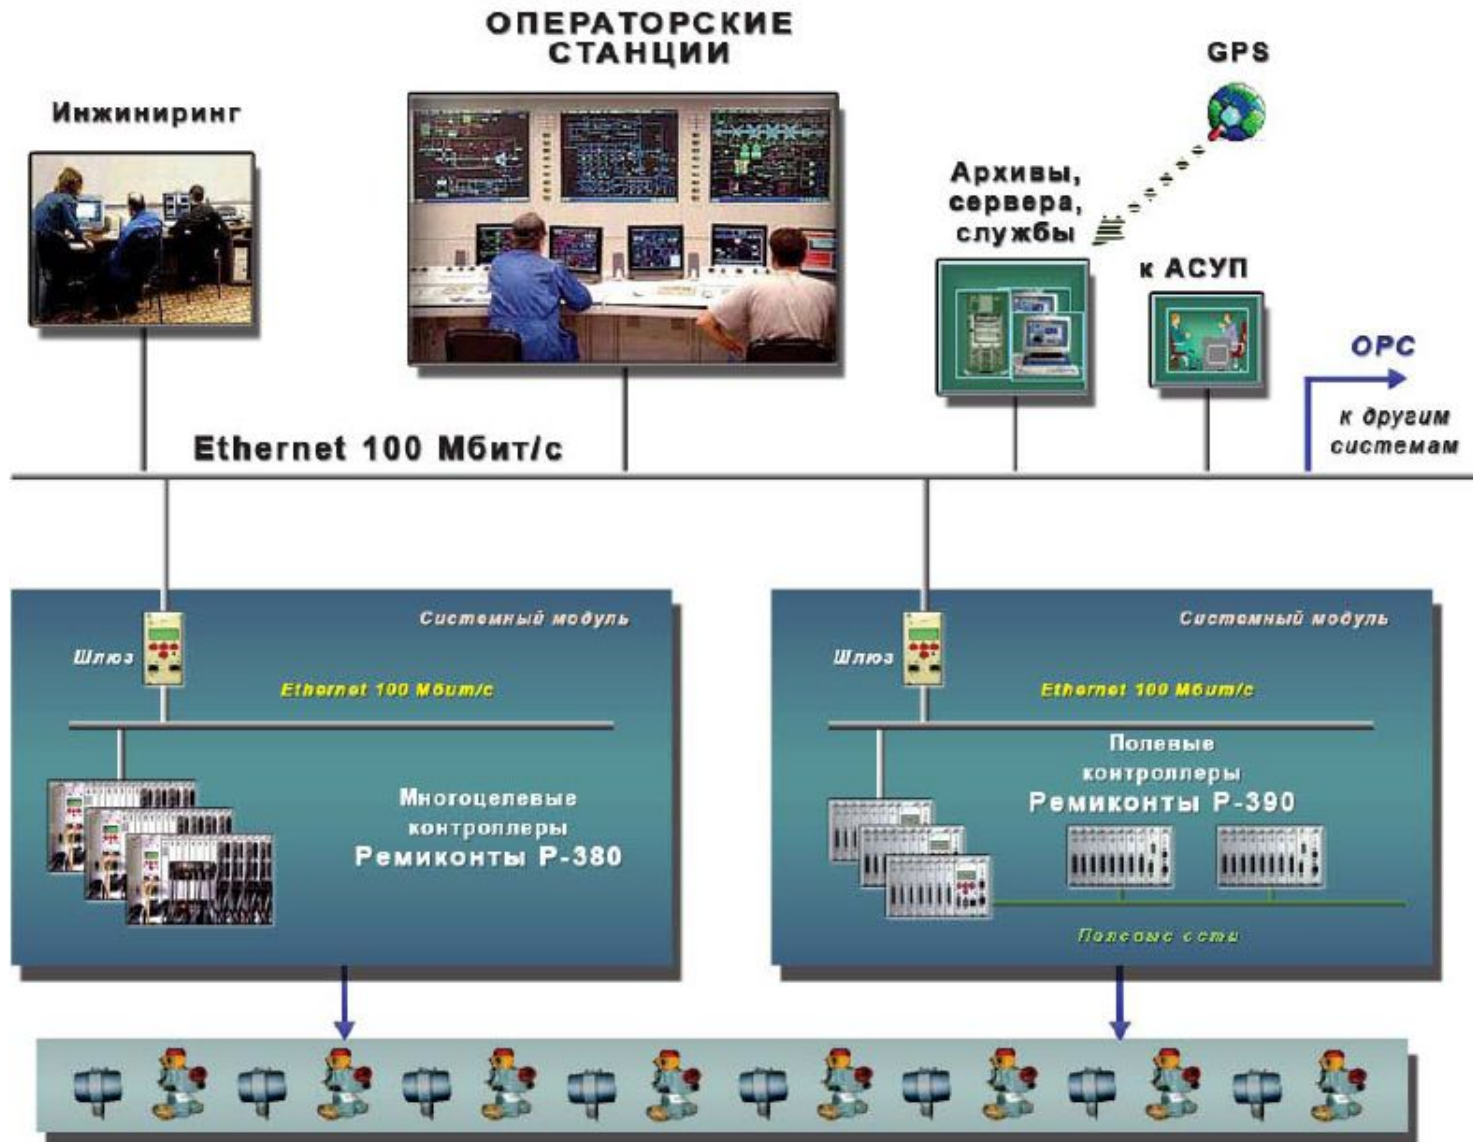 ОПЕРАТОРСКИЕ
СТАНЦИИ
GPS
Инжиниринг
Архивы,
сервера,
службы
к АСУП
OPC
к другим
системам
Ethernet 100 Мбит/с
Системный модуль
Шлюз
Ethernet 100 Мбит/с
Многоцелевые
контроллеры
Ремиконты Р-380
Системный модуль
Шлюз
Ethernet 100 Мбит/с
Полевые
контроллеры
Ремиконты Р-390
Полевые сети